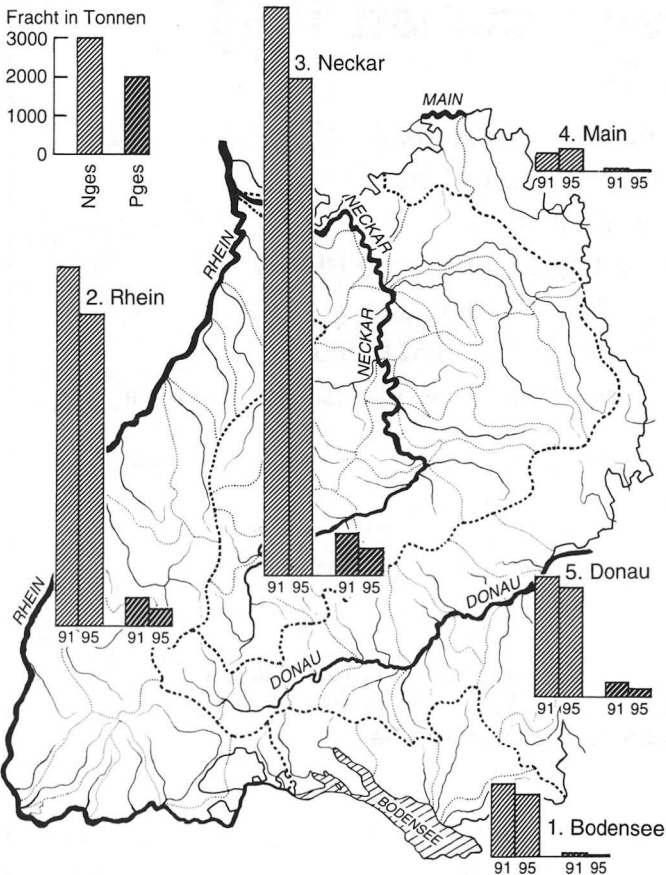 Fracht in Tonnen
3000
2000
1000
0
Nges
Pges
3. Neckar
91 95
91 95
MAIN
4. Main
91 95
91 95
NECKAR
RHEIN
2. Rhein
91 95
91 95
NECKAR
RHEIN
DONAU
5. Donau
91 95
91 95
DONAU
BODENSEE
1. Bodensee
91 95
91 95